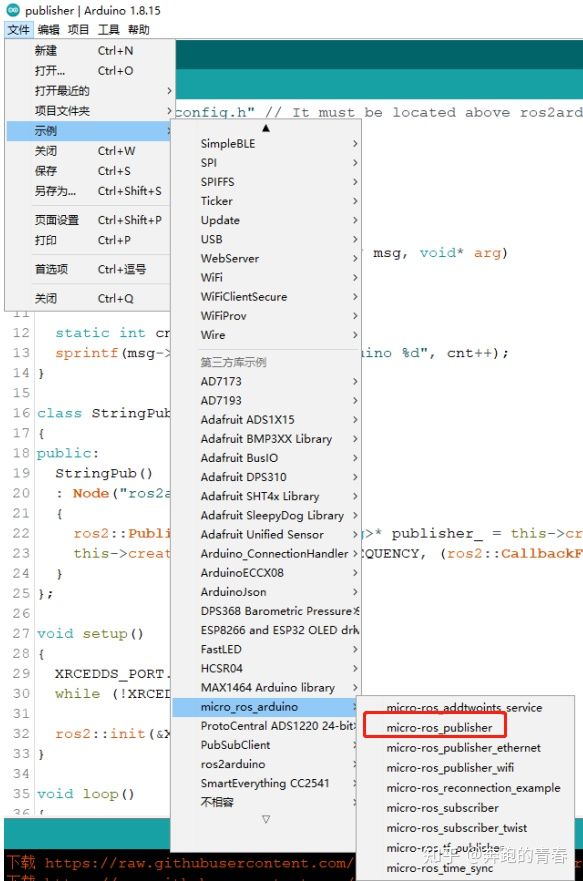 publisher | Arduino 1.8.15
文件 编辑 项目 工具 帮助
新建 Ctrl+N
打开... Ctrl+O
打开最近的
项目文件夹
示例
关闭 Ctrl+W
保存 Ctrl+S
另存为... Ctrl+Shift+S
页面设置 Ctrl+Shift+P
打印 Ctrl+P
首选项 Ctrl+逗号
关闭 Ctrl+Q
SimpleBLE
SPI
SPIFFS
Ticker
Update
USB
WebServer
WiFi
WiFiClientSecure
WiFiProv
Wire
第三方库示例
AD7173
AD7193
Adafruit ADS1X15
Adafruit BMP3XX Library
Adafruit BusIO
Adafruit DPS310
Adafruit SHT4x Library
Adafruit SleepyDog Library
Adafruit Unified Sensor
Arduino_ConnectionHandler
ArduinoECCX08
ArduinoJson
DPS368 Barometric Pressure
ESP8266 and ESP32 OLED
FastLED
HCSR04
MAX1464 Arduino library
micro_ros_arduino
ProtoCentral ADS1220 24-bit
PubSubClient
ros2arduino
SmartEverything CC2541
不相容
micro-ros_addtwoints_service
micro-ros_publisher
micro-ros_publisher_ethernet
micro-ros_publisher_wifi
micro-ros_reconnection_example
micro-ros_subscriber
micro-ros_subscriber_twist
micro-ros_tf_publisher
micro-ros_time_sync
config.h" // It must be located above ros2ard
msg, void* arg)
11
12 static int cn
13 sprintf(msg-> ino %d", cnt++);
14 }
15
16 class StringPub
17 {
18 public:
19 StringPub()
20 : Node("ros2a
21 {
22 ros2::Publi g>* publisher_ = this->cr
23 this->creat EQUENCY, (ros2::CallbackF
24 }
25 };
26
27 void setup()
28 {
29 XRCEDDS_PORT.
30 while (!XRCED
31
32 ros2::init(&X
33 }
34
35 void loop()
下载 https://raw.githubusercontent.com/
知乎 @奔跑的青春